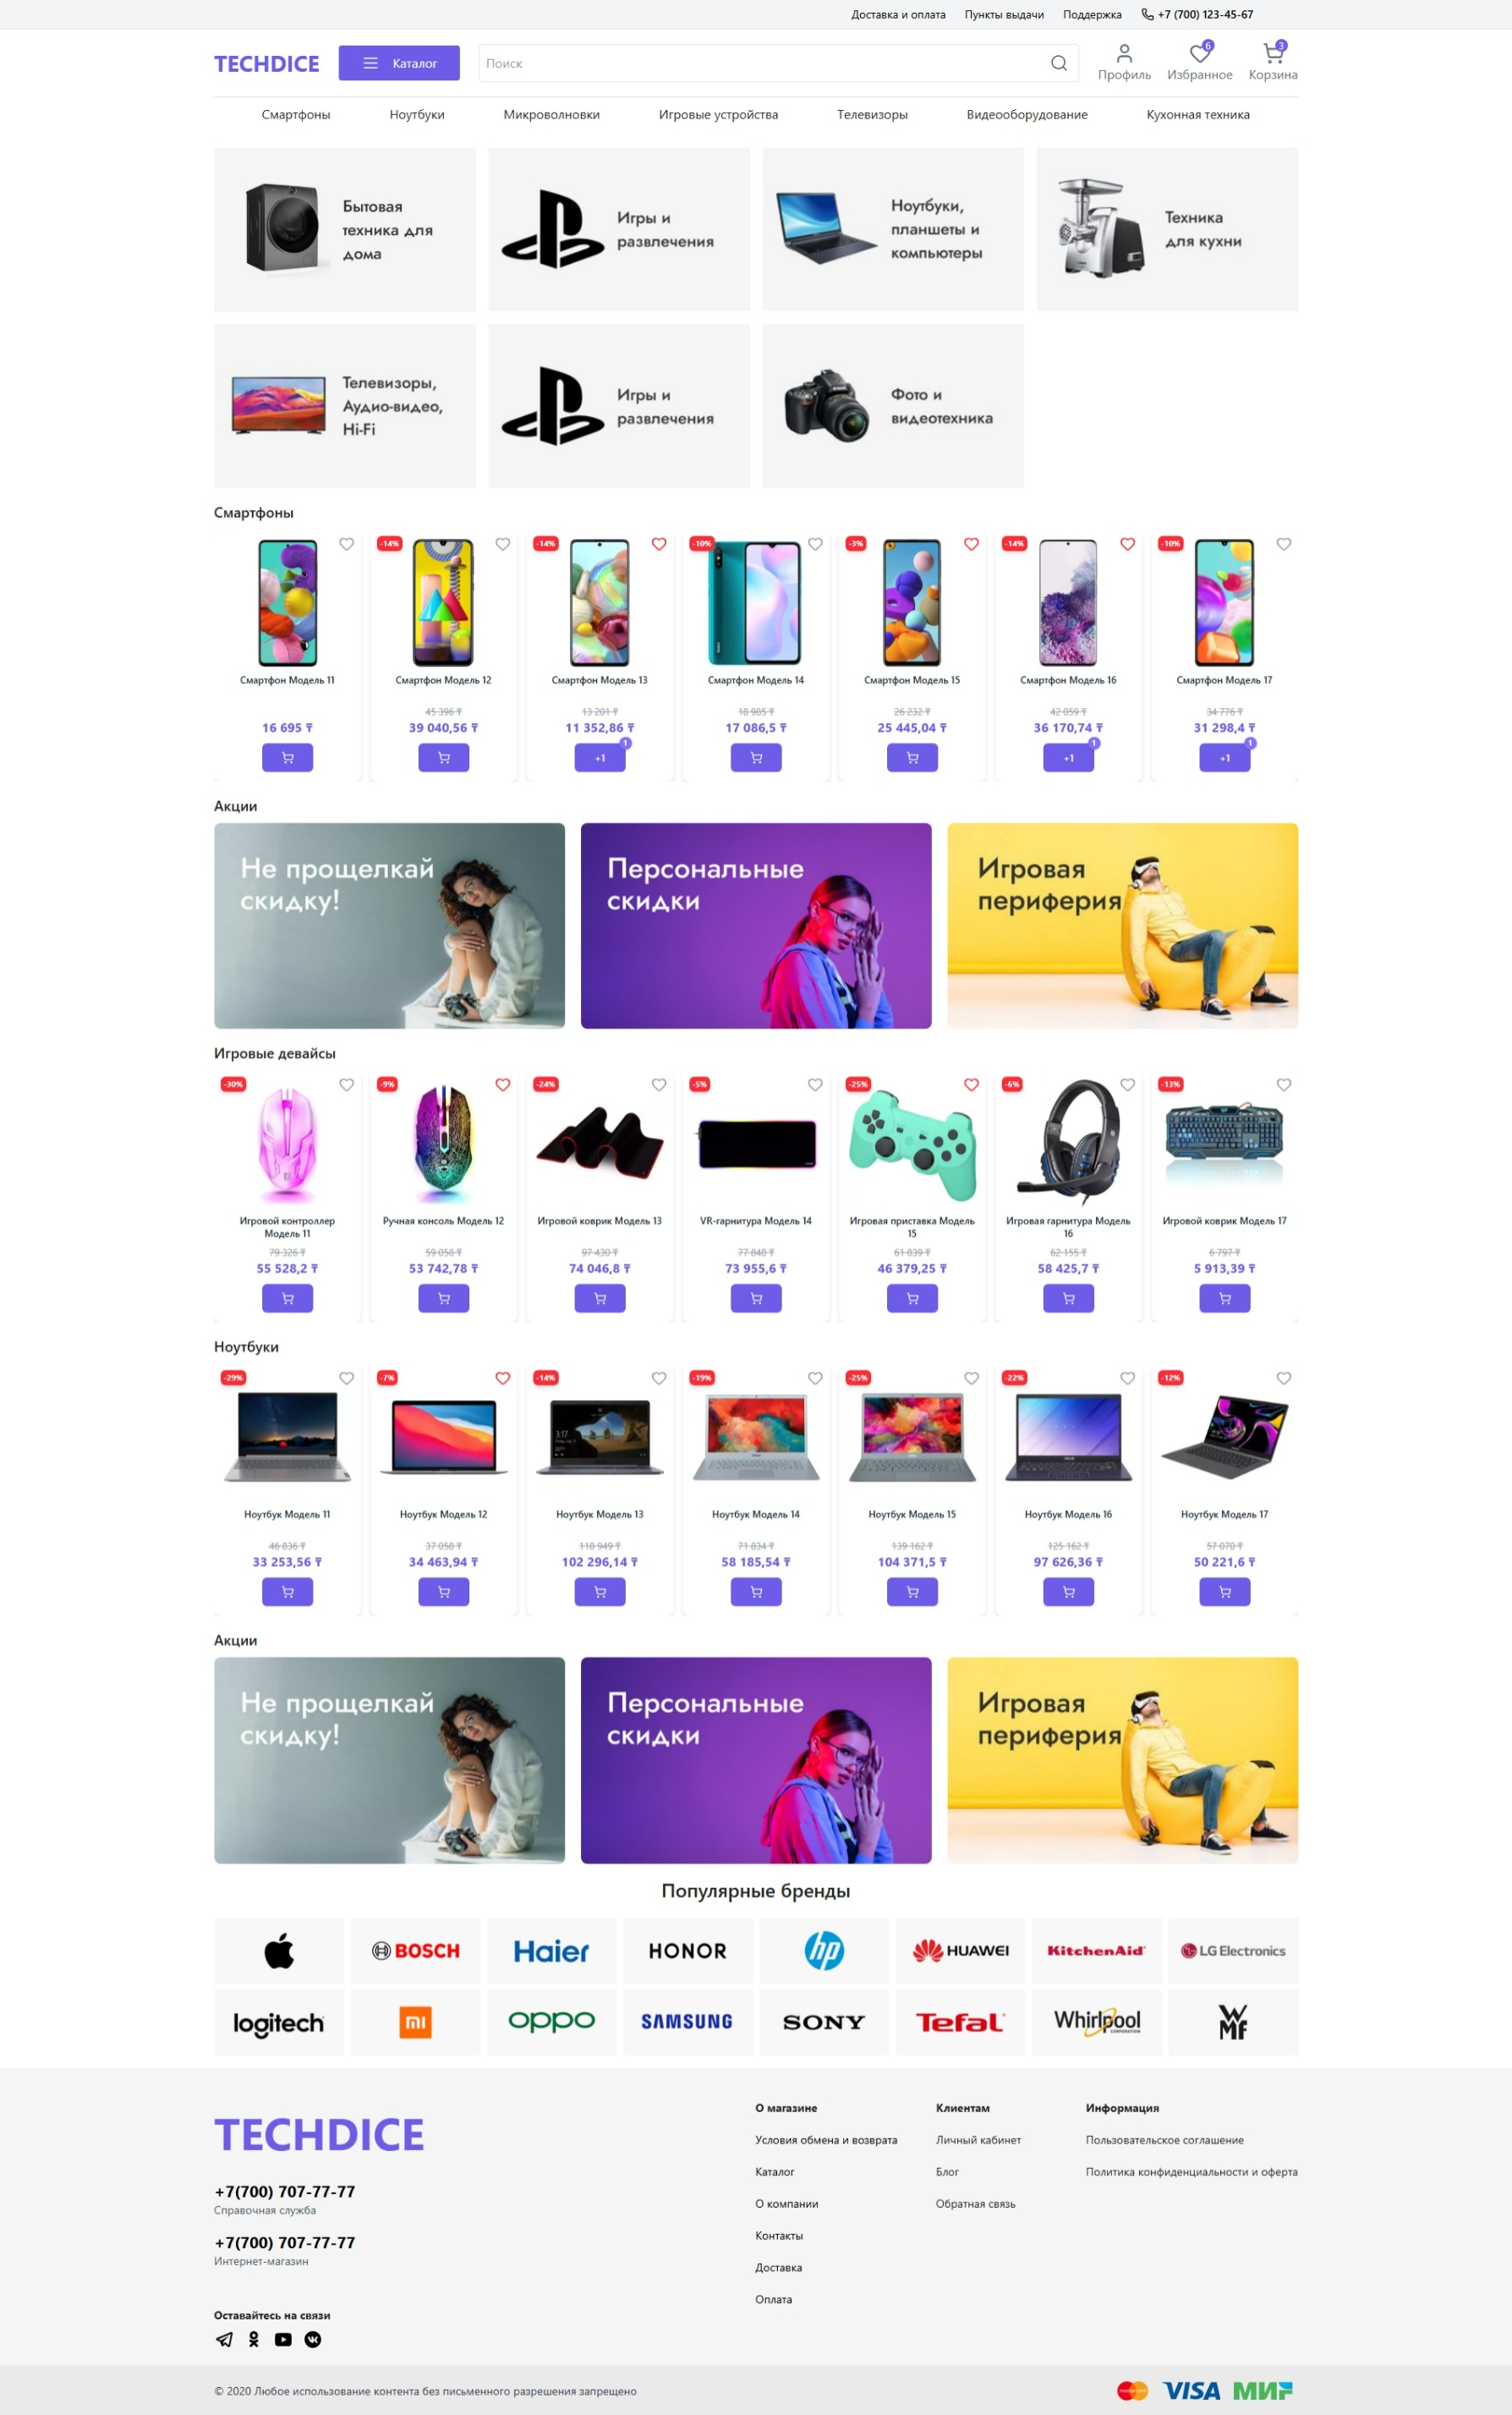 Доставка и оплата Пункты выдачи Поддержка +7 (700) 123-45-67
TECHDICE Каталог Поиск
6 3
Профиль Избранное Корзина
Смартфоны Ноутбуки Микроволновки Игровые устройства Телевизоры Видеооборудование Кухонная техника
Бытовая
техника для
дома
Игры и
развлечения
Ноутбуки,
планшеты и
компьютеры
Техника
для кухни
Телевизоры,
Аудио-видео,
Hi-Fi
Игры и
развлечения
Фото и
видеотехника
Смартфоны
-14% -14% -10% -3% -14% -10%
Смартфон Модель 11 Смартфон Модель 12 Смартфон Модель 13 Смартфон Модель 14 Смартфон Модель 15 Смартфон Модель 16 Смартфон Модель 17
45 396 ₸ 13 201 ₸ 18 985 ₸ 26 232 ₸ 42 059 ₸ 34 776 ₸
16 695 ₸ 39 040,56 ₸ 11 352,86 ₸ 17 086,5 ₸ 25 445,04 ₸ 36 170,74 ₸ 31 298,4 ₸
1 1 1
+1 +1 +1
Акции
Не прощелкай
скидку!
Персональные
скидки
Игровая
периферия
Игровые девайсы
-30% -9% -24% -5% -25% -6% -13%
Игровой контроллер
Модель 11
Ручная консоль Модель 12
Игровой коврик Модель 13
VR-гарнитура Модель 14
Игровая приставка Модель
15
Игровая гарнитура Модель
16
Игровой коврик Модель 17
79 326 ₸ 59 058 ₸ 97 430 ₸ 77 848 ₸ 61 839 ₸ 62 155 ₸ 6 797 ₸
55 528,2 ₸ 53 742,78 ₸ 74 046,8 ₸ 73 955,6 ₸ 46 379,25 ₸ 58 425,7 ₸ 5 913,39 ₸
Ноутбуки
-29% -7% -14% -19% -25% -22% -12%
3:17
Ноутбук Модель 11 Ноутбук Модель 12 Ноутбук Модель 13 Ноутбук Модель 14 Ноутбук Модель 15 Ноутбук Модель 16 Ноутбук Модель 17
46 836 ₸ 37 058 ₸ 118 949 ₸ 71 834 ₸ 139 162 ₸ 125 162 ₸ 57 070 ₸
33 253,56 ₸ 34 463,94 ₸ 102 296,14 ₸ 58 185,54 ₸ 104 371,5 ₸ 97 626,36 ₸ 50 221,6 ₸
Акции
Не прощелкай
скидку!
Персональные
скидки
Игровая
периферия
Популярные бренды
BOSCH Haier HONOR hp HUAWEI KitchenAid LG Electronics
logitech mi oppo SAMSUNG SONY Tefal Whirlpool CORPORATION WMF
TECHDICE
+7(700) 707-77-77
Справочная служба
+7(700) 707-77-77
Интернет-магазин
Оставайтесь на связи
О магазине
Условия обмена и возврата
Каталог
О компании
Контакты
Доставка
Оплата
Клиентам
Личный кабинет
Блог
Обратная связь
Информация
Пользовательское соглашение
Политика конфиденциальности и оферта
© 2020 Любое использование контента без письменного разрешения запрещено
mastercard VISA МИР